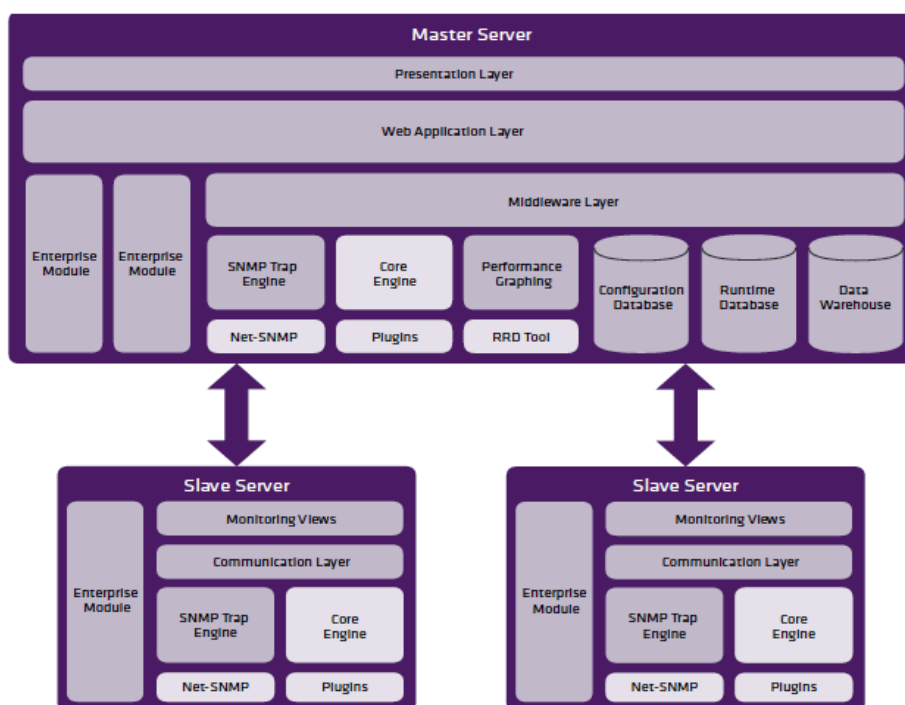 Master Server
Presentation Layer
Web Application Layer
Middleware Layer
Enterprise
Module
Enterprise
Module
SNMP Trap
Engine
Core
Engine
Performance
Graphing
Configuration
Database
Runtime
Database
Data
Warehouse
Net-SNMP
Plugins
RRD Tool
Slave Server
Monitoring Views
Communication Layer
Enterprise
Module
SNMP Trap
Engine
Core
Engine
Net-SNMP
Plugins
Slave Server
Monitoring Views
Communication Layer
Enterprise
Module
SNMP Trap
Engine
Core
Engine
Net-SNMP
Plugins